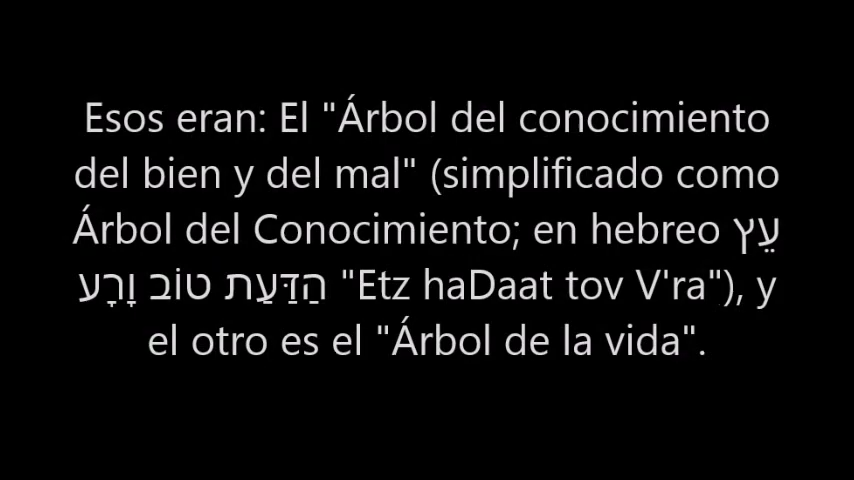 Esos eran: El "Árbol del conocimiento
del bien y del mal" (simplificado como
Árbol del Conocimiento; en hebreo עֵץ
הַדַּעַת טוֹב וָרָע "Etz haDaat tov V'ra"), y
el otro es el "Árbol de la vida".